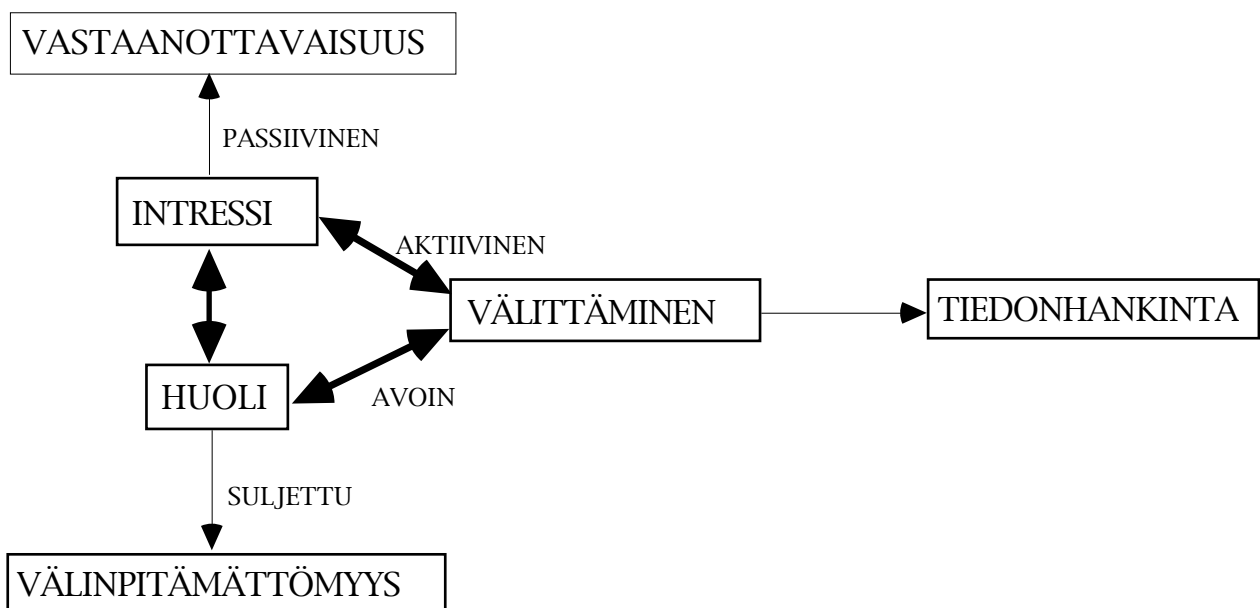 VASTAANOTTAVAISUUS
PASSIIVINEN
INTRESSI
AKTIIVINEN
VÄLITTÄMINEN
TIEDONHANKINTA
HUOLI
AVOIN
SULJETTU
VÄLINPITÄMÄTTÖMYYS